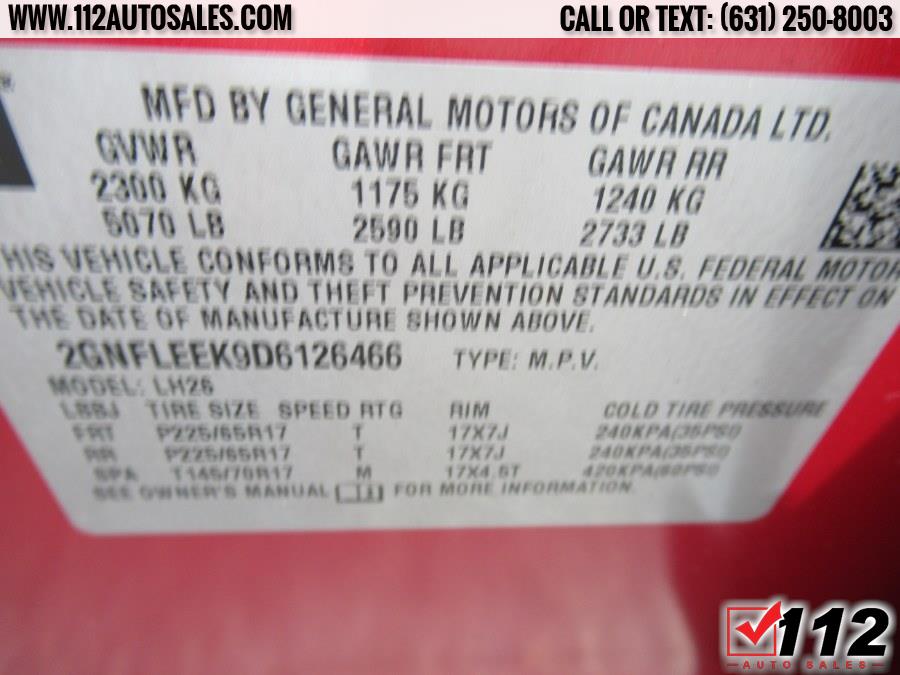 WWW.112AUTOSALES.COM CALL OR TEXT: (631) 250-8003
®
MFD BY GENERAL MOTORS OF CANADA LTD.
GVWR GAWR FRT GAWR RR
2300 KG 1175 KG 1240 KG
5070 LB 2590 LB 2733 LB
HIS VEHICLE CONFORMS TO ALL APPLICABLE U.S. FEDERAL MOTOR
VEHICLE SAFETY AND THEFT PREVENTION STANDARDS IN EFFECT ON
THE DATE OF MANUFACTURE SHOWN ABOVE.
2GNFLEEK9D6126466 TYPE: M.P.V.
MODEL: LH26
LBBJ TIRE SIZE SPEED RTG RIM COLD TIRE PRESSURE
FRT P225/65R17 T 17X7J 240KPA(35PSI)
RR P225/65R17 T 17X7J 240KPA(35PSI)
SPA T145/70R17 M 17X4.5T 420KPA(60PSI)
SEE OWNER'S MANUAL FOR MORE INFORMATION.
112
AUTO SALES